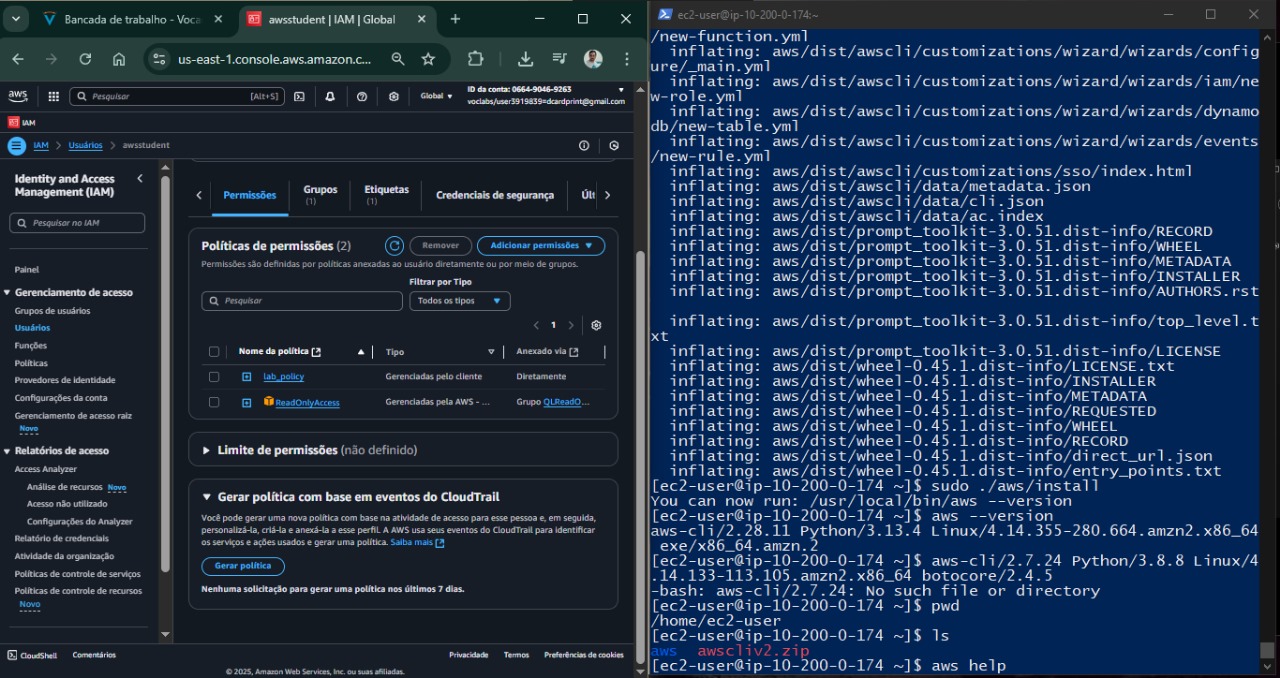 Bancada de trabalho - Voca
awsstudent | IAM | Global
us-east-1.console.aws.amazon.c...
aws
Pesquisar
[Alt+S]
Global
ID da conta: 0664-9046-9263
voclabs/user3919839=dcardprint@gmail.com
IAM
IAM > Usuários > awsstudent
Identity and Access
Management (IAM)
Pesquisar no IAM
Painel
Gerenciamento de acesso
Grupos de usuários
Usuários
Funções
Políticas
Provedores de identidade
Configurações da conta
Gerenciamento de acesso raiz
Novo
Relatórios de acesso
Access Analyzer
Análise de recursos Novo
Acesso não utilizado
Configurações do Analyzer
Relatório de credenciais
Atividade da organização
Políticas de controle de serviços
Políticas de controle de recursos
Novo
Permissões
Grupos
(1)
Etiquetas
(1)
Credenciais de segurança
Políticas de permissões (2)
Remover
Adicionar permissões
Permissões são definidas por políticas anexadas ao usuário diretamente ou por meio de grupos.
Filtrar por Tipo
Pesquisar
Todos os tipos
1
Nome da política
Tipo
Anexado via
lab_policy
Gerenciadas pelo cliente
Diretamente
ReadOnlyAccess
Gerenciadas pela AWS - ...
Grupo QLReadO...
Limite de permissões (não definido)
Gerar política com base em eventos do CloudTrail
Você pode gerar uma nova política com base na atividade de acesso para esse pessoa e, em seguida,
personalizá-la, criá-la e anexá-la a esse perfil. A AWS usa seus eventos do CloudTrail para identificar
os serviços e ações usados e gerar uma política. Saiba mais
Gerar política
Nenhuma solicitação para gerar uma política nos últimos 7 dias.
CloudShell
Comentários
Privacidade
Termos
Preferências de cookies
© 2025, Amazon Web Services, Inc. ou suas afiliadas.
ec2-user@ip-10-200-0-174:~
/new-function.yml
inflating: aws/dist/awscli/customizations/wizard/wizards/config
ure/_main.yml
inflating: aws/dist/awscli/customizations/wizard/wizards/iam/ne
w-role.yml
inflating: aws/dist/awscli/customizations/wizard/wizards/dynamo
db/new-table.yml
inflating: aws/dist/awscli/customizations/wizard/wizards/events
/new-rule.yml
inflating: aws/dist/awscli/customizations/sso/index.html
inflating: aws/dist/awscli/data/metadata.json
inflating: aws/dist/awscli/data/cli.json
inflating: aws/dist/awscli/data/ac.index
inflating: aws/dist/prompt_toolkit-3.0.51.dist-info/RECORD
inflating: aws/dist/prompt_toolkit-3.0.51.dist-info/WHEEL
inflating: aws/dist/prompt_toolkit-3.0.51.dist-info/METADATA
inflating: aws/dist/prompt_toolkit-3.0.51.dist-info/INSTALLER
inflating: aws/dist/prompt_toolkit-3.0.51.dist-info/AUTHORS.rst
inflating: aws/dist/prompt_toolkit-3.0.51.dist-info/top_level.t
xt
inflating: aws/dist/prompt_toolkit-3.0.51.dist-info/LICENSE
inflating: aws/dist/wheel-0.45.1.dist-info/LICENSE.txt
inflating: aws/dist/wheel-0.45.1.dist-info/INSTALLER
inflating: aws/dist/wheel-0.45.1.dist-info/METADATA
inflating: aws/dist/wheel-0.45.1.dist-info/REQUESTED
inflating: aws/dist/wheel-0.45.1.dist-info/WHEEL
inflating: aws/dist/wheel-0.45.1.dist-info/RECORD
inflating: aws/dist/wheel-0.45.1.dist-info/direct_url.json
inflating: aws/dist/wheel-0.45.1.dist-info/entry_points.txt
[ec2-user@ip-10-200-0-174 ~]$ sudo ./aws/install
You can now run: /usr/local/bin/aws --version
[ec2-user@ip-10-200-0-174 ~]$ aws --version
aws-cli/2.28.11 Python/3.13.4 Linux/4.14.355-280.664.amzn2.x86_64
exe/x86_64.amzn.2
[ec2-user@ip-10-200-0-174 ~]$ aws-cli/2.7.24 Python/3.8.8 Linux/4
.14.133-113.105.amzn2.x86_64 botocore/2.4.5
-bash: aws-cli/2.7.24: No such file or directory
[ec2-user@ip-10-200-0-174 ~]$ pwd
/home/ec2-user
[ec2-user@ip-10-200-0-174 ~]$ ls
aws awscliv2.zip
[ec2-user@ip-10-200-0-174 ~]$ aws help